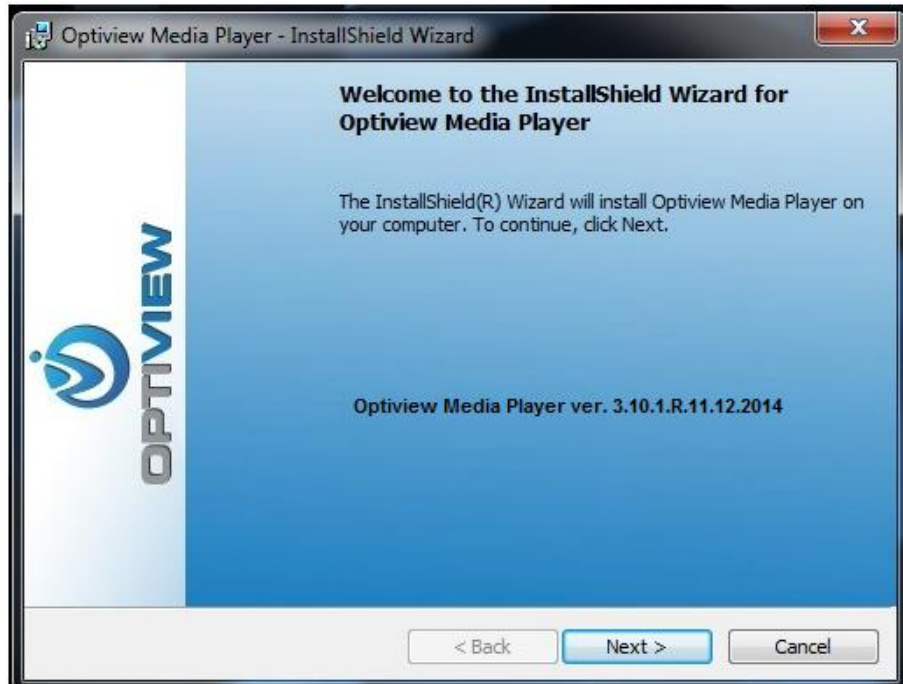 Optiview Media Player - InstallShield Wizard
Welcome to the InstallShield Wizard for
Optiview Media Player
The InstallShield(R) Wizard will install Optiview Media Player on
your computer. To continue, click Next.
OPTIVIEW
Optiview Media Player ver. 3.10.1.R.11.12.2014
< Back
Next >
Cancel